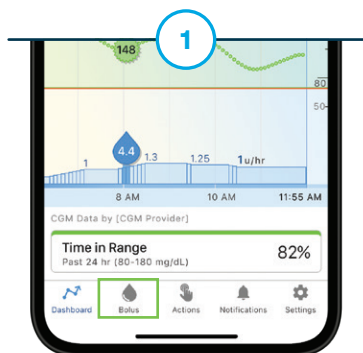 1
148
80
50
4.4
1
1.3
1.25
1 u/hr
8 AM
10 AM
11:55 AM
CGM Data by [CGM Provider]
Time in Range
Past 24 hr (80-180 mg/dL)
82%
Dashboard
Bolus
Actions
Notifications
Settings